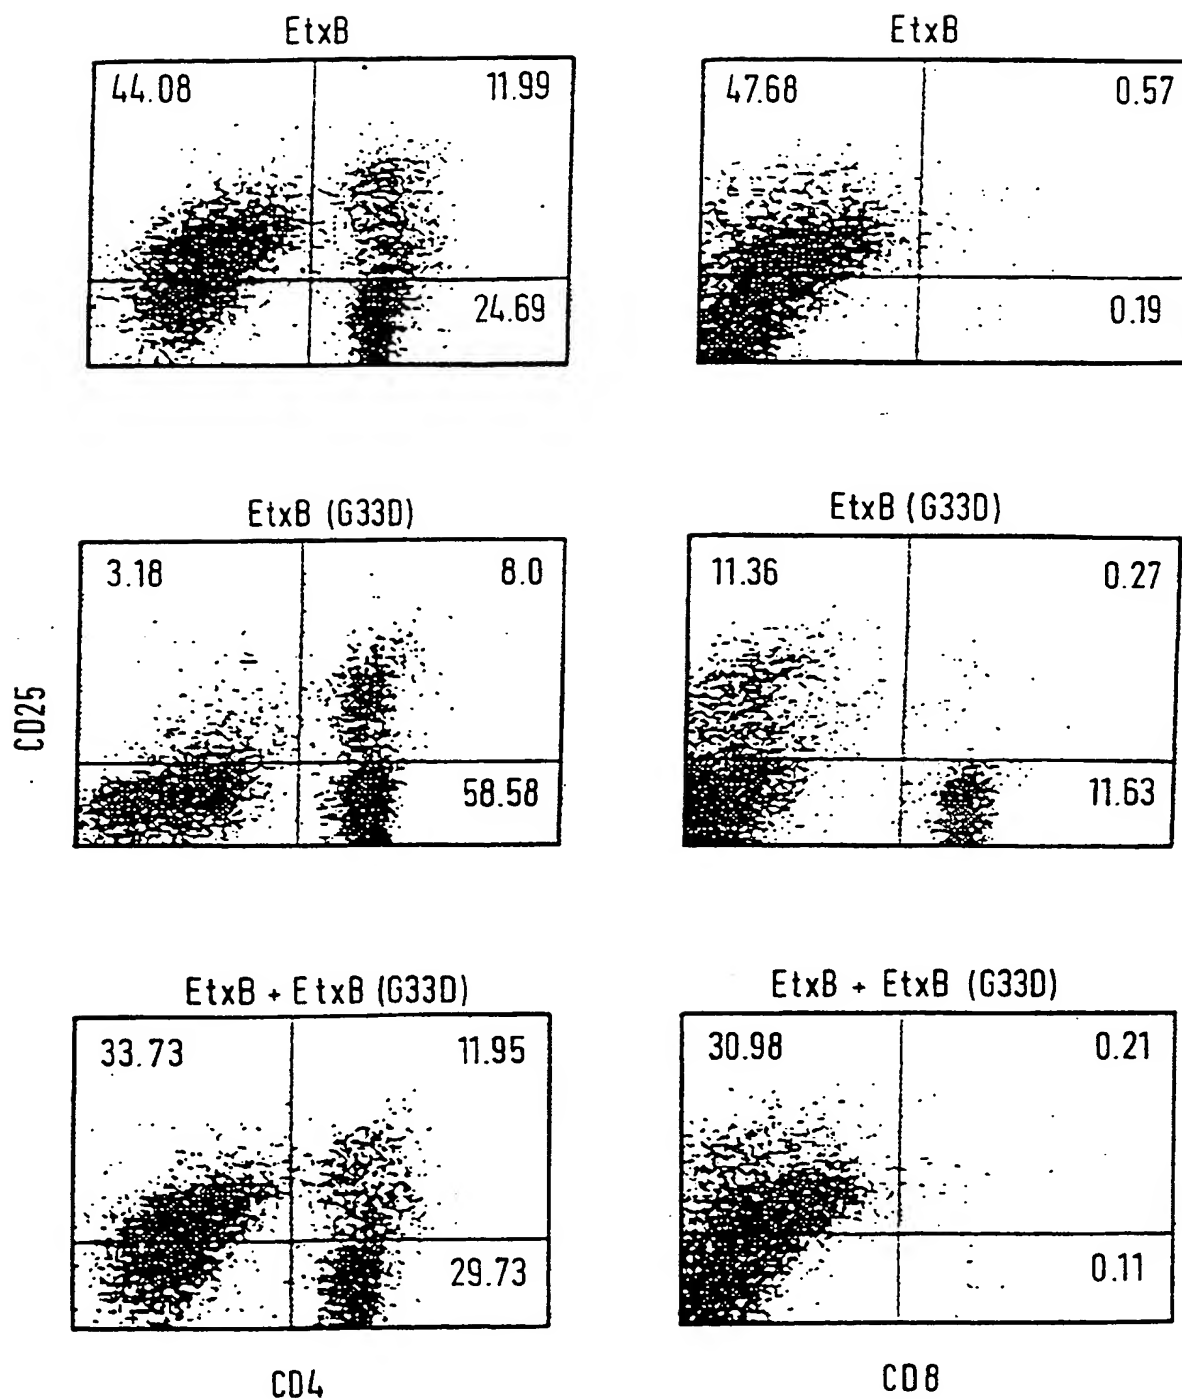 EtxB
EtxB
44.08
11.99
24.69
47.68
0.57
0.19
EtxB (G33D)
EtxB (G33D)
3.18
8.0
58.58
11.36
0.27
11.63
CD25
EtxB + EtxB (G33D)
EtxB + EtxB (G33D)
33.73
11.95
29.73
30.98
0.21
0.11
CD4
CD8